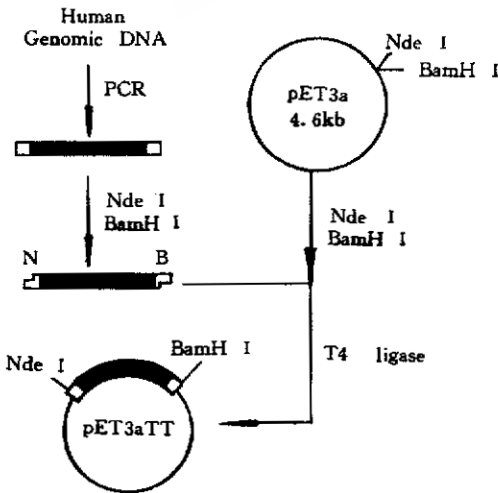 Human
Genomic DNA
PCR
Nde I
BamH I
N
B
Nde I
BamH I
pET3aTT
Nde I
BamH I
pET3a
4.6kb
Nde I
BamH I
T4 ligase